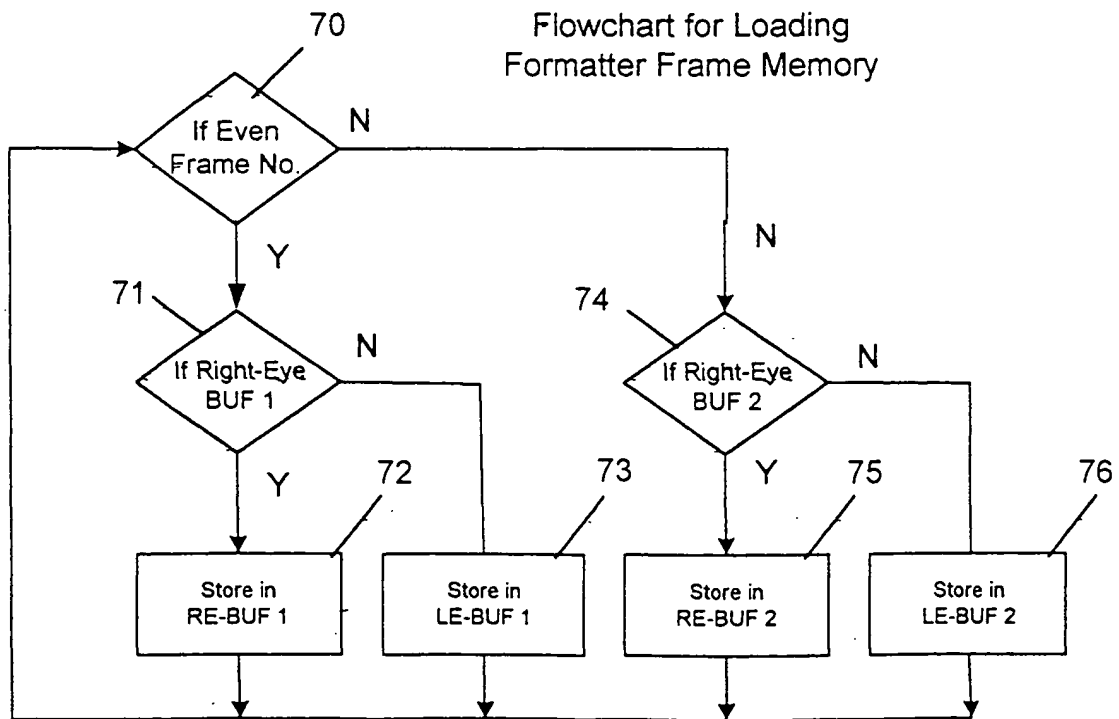 Flowchart for Loading
Formatter Frame Memory
70
If Even
Frame No.
N
Y
N
71
If Right-Eye
BUF 1
N
Y
74
If Right-Eye
BUF 2
N
Y
72
Store in
RE-BUF 1
73
Store in
LE-BUF 1
75
Store in
RE-BUF 2
76
Store in
LE-BUF 2